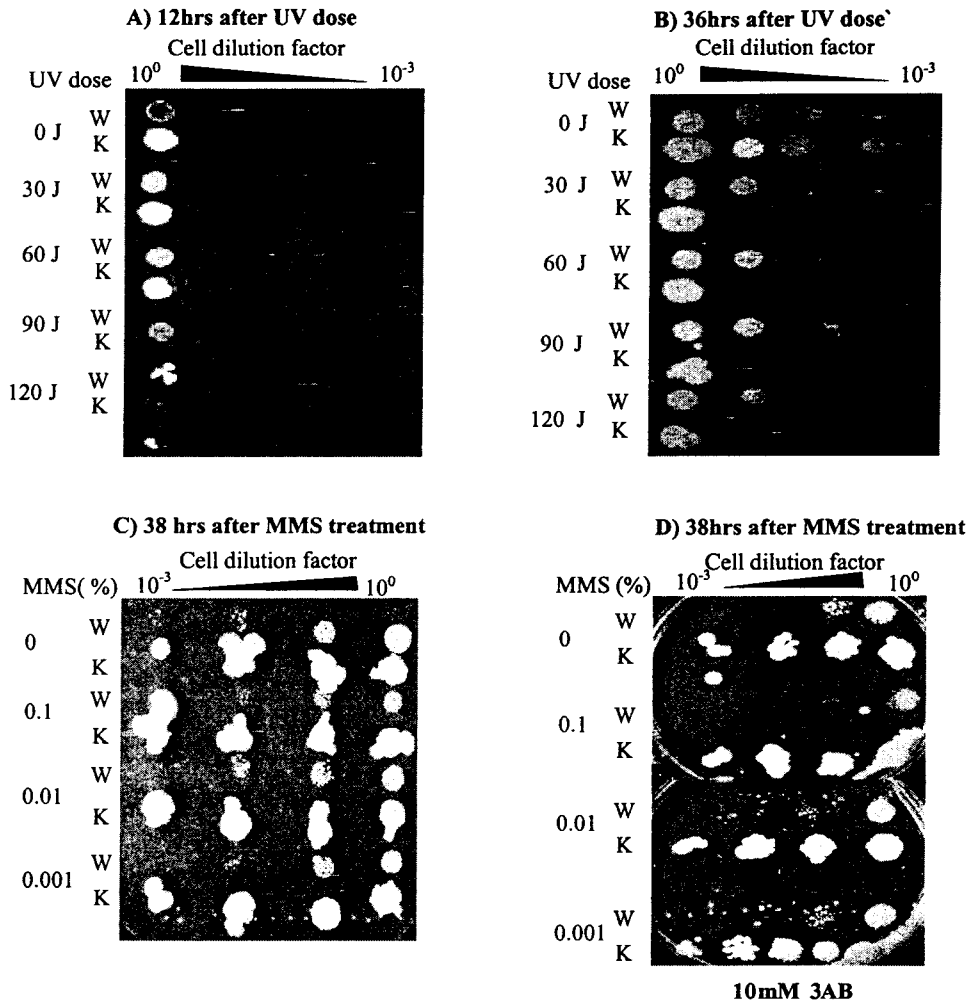 A) 12hrs after UV dose
Cell dilution factor
UV dose 10⁰ 10⁻³
0 J W
K
30 J W
K
60 J W
K
90 J W
K
120 J W
K
B) 36hrs after UV dose`
Cell dilution factor
UV dose 10⁰ 10⁻³
0 J W
K
30 J W
K
60 J W
K
90 J W
K
120 J W
K
C) 38 hrs after MMS treatment
Cell dilution factor
MMS( %) 10⁻³ 10⁰
0 W
K
0.1 W
K
0.01 W
K
0.001 W
K
D) 38hrs after MMS treatment
Cell dilution factor
MMS (%) 10⁻³ 10⁰
0 W
K
0.1 W
K
0.01 W
K
0.001 W
K
10mM 3AB